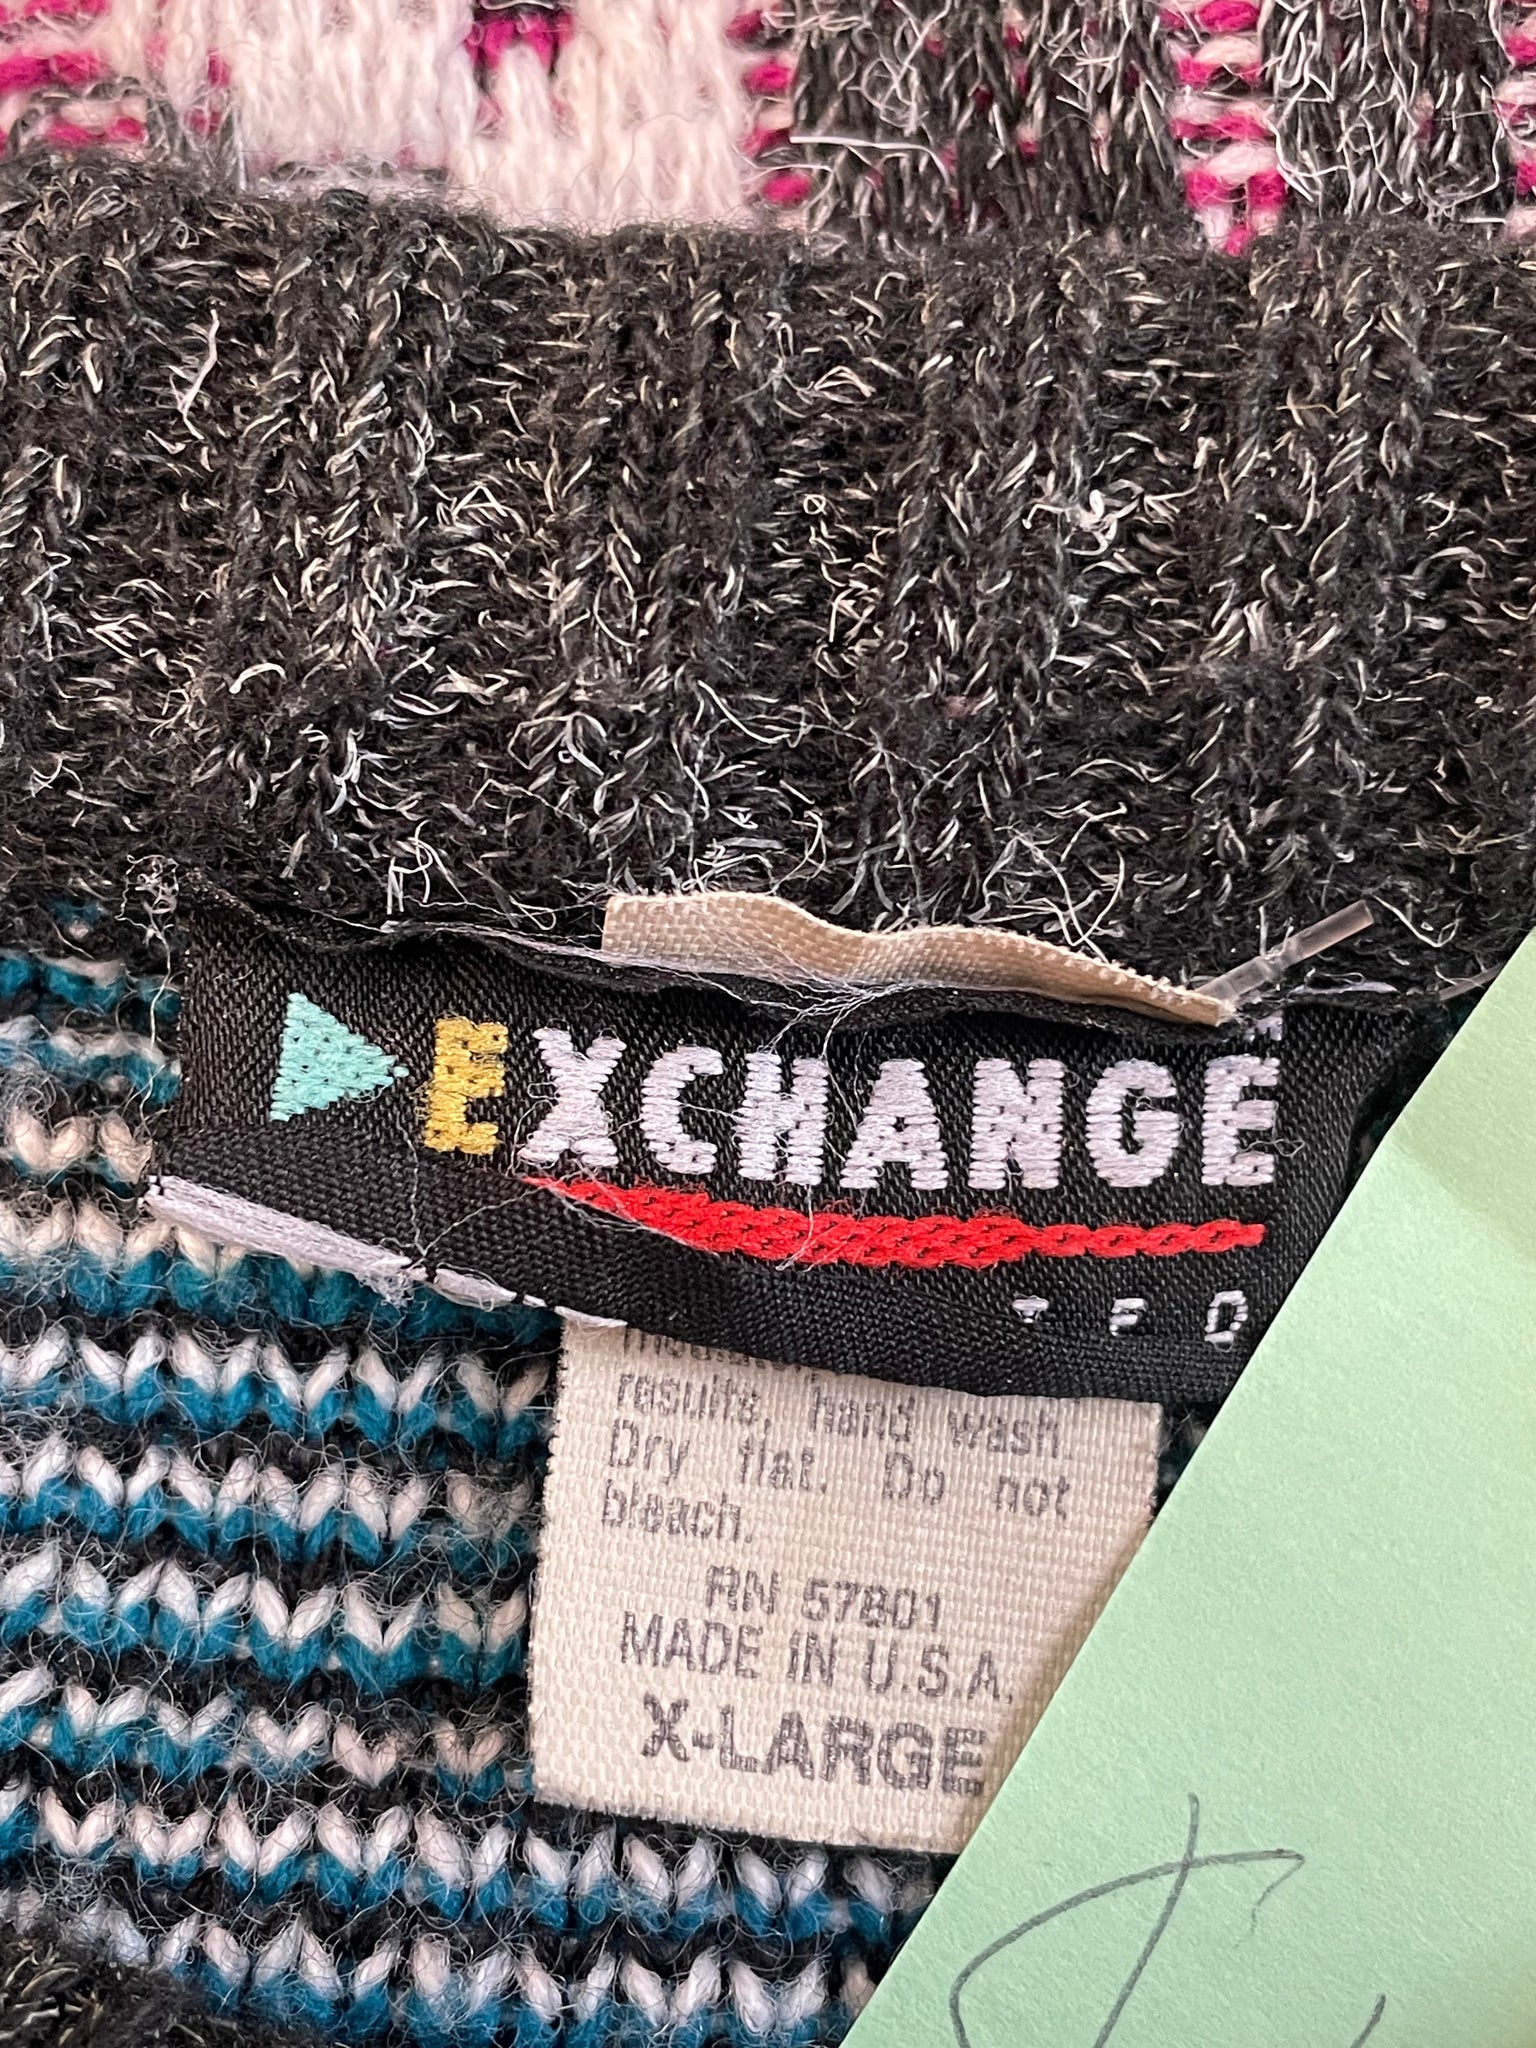 EXCHANGE
results, hand wash.
Dry flat. Do not
bleach.
RN 57801
MADE IN U.S.A.
X-LARGE